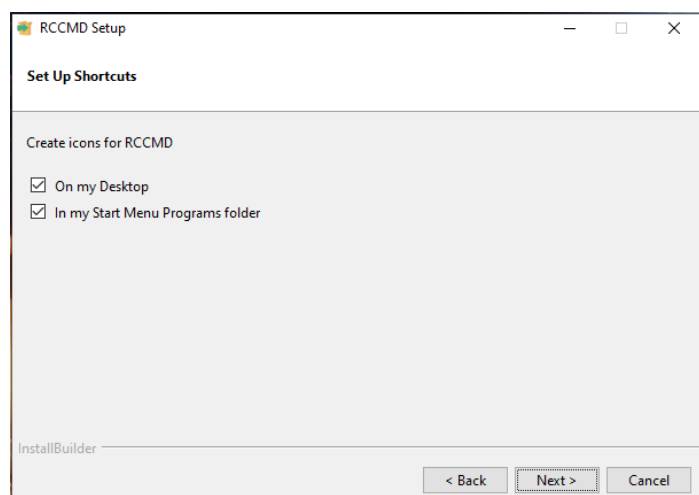 RCCMD Setup
Set Up Shortcuts
Create icons for RCCMD
On my Desktop
In my Start Menu Programs folder
InstallBuilder
< Back Next > Cancel